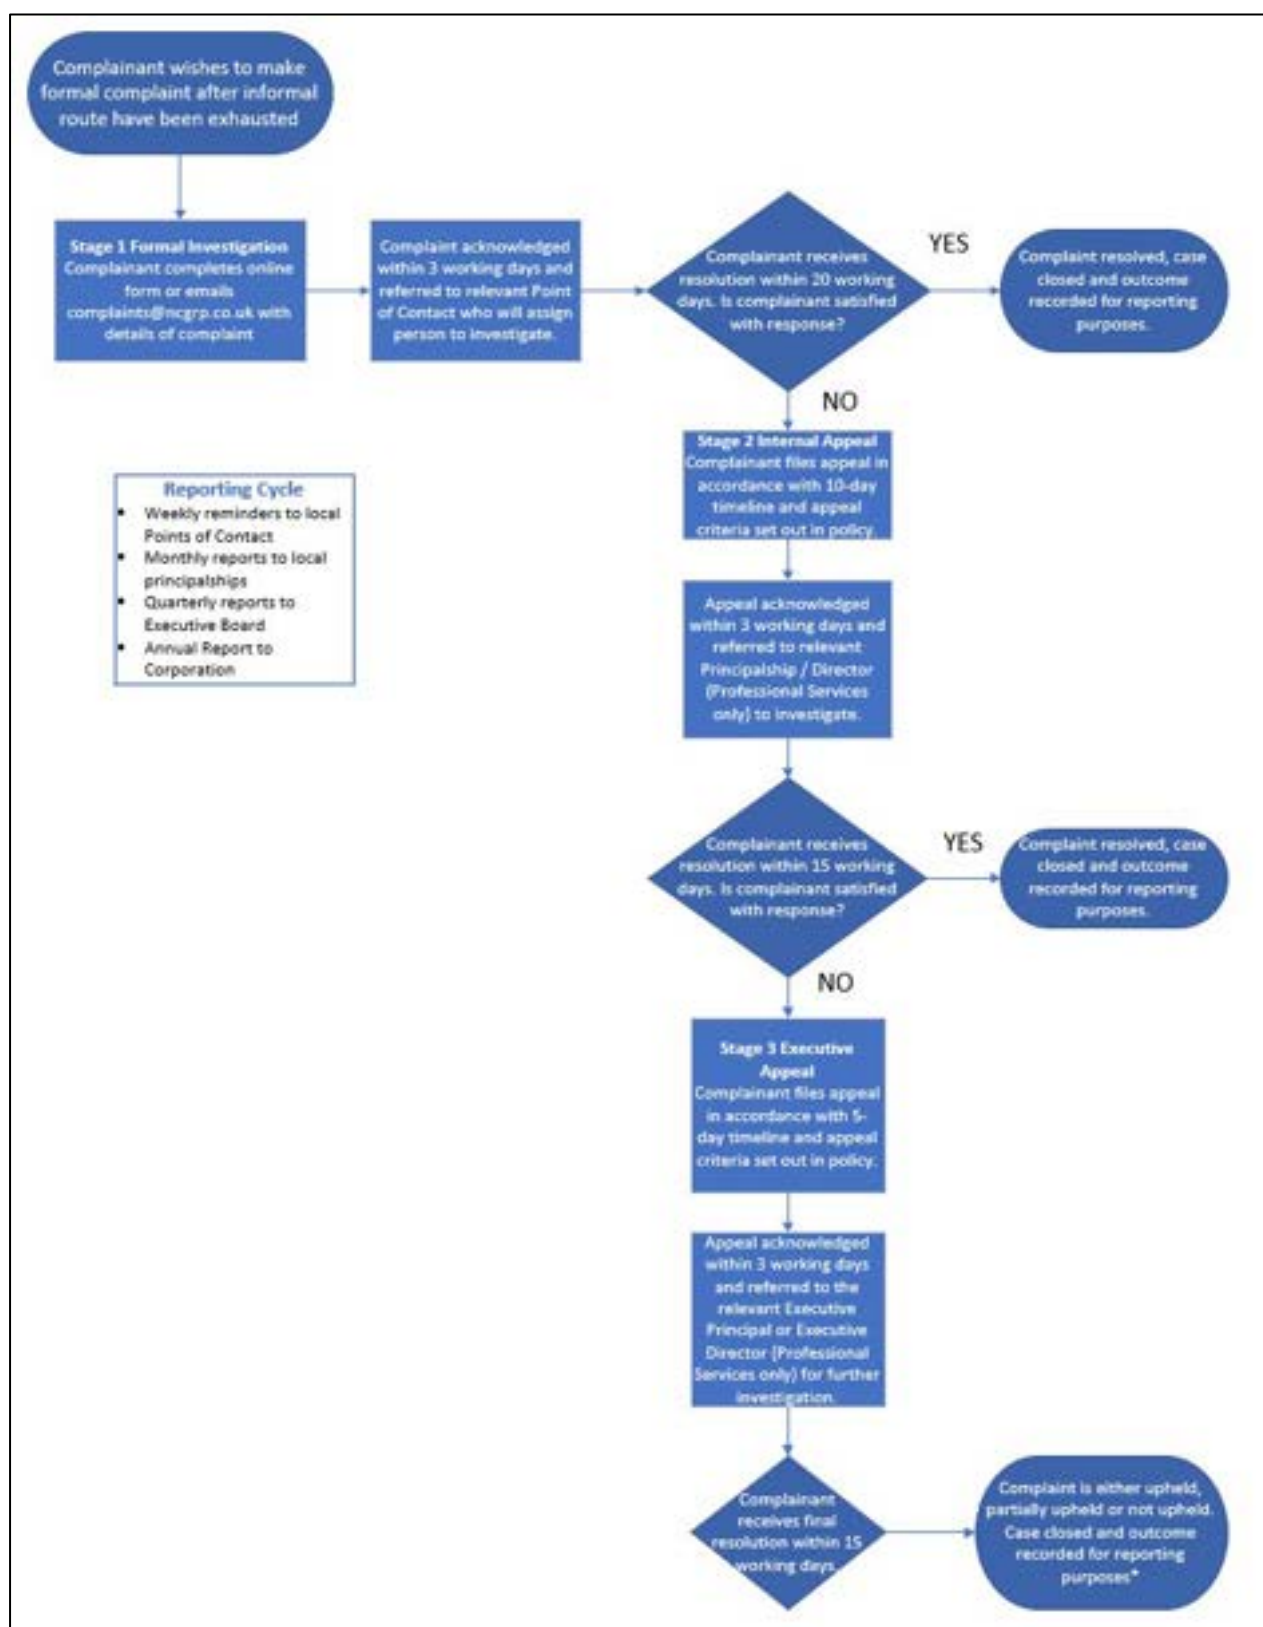 Complainant wishes to make
formal complaint after informal
route have been exhausted
Stage 1 Formal Investigation
Complainant completes online
form or emails
complaints@ncgrp.co.uk with
details of complaint
Complaint acknowledged
within 3 working days and
referred to relevant Point
of Contact who will assign
person to investigate.
Complainant receives
resolution within 20 working
days. Is complainant satisfied
with response?
YES
Complaint resolved, case
closed and outcome
recorded for reporting
purposes.
NO
Stage 2 Internal Appeal
Complainant files appeal in
accordance with 10-day
timeline and appeal
criteria set out in policy.
Reporting Cycle
• Weekly reminders to local
Points of Contact
• Monthly reports to local
principalships
• Quarterly reports to
Executive Board
• Annual Report to
Corporation
Appeal acknowledged
within 3 working days and
referred to relevant
Principalship / Director
(Professional Services
only) to investigate.
Complainant receives
resolution within 15 working
days. Is complainant satisfied
with response?
YES
Complaint resolved, case
closed and outcome
recorded for reporting
purposes.
NO
Stage 3 Executive
Appeal
Complainant files appeal
in accordance with 5-
day timeline and appeal
criteria set out in policy.
Appeal acknowledged
within 3 working days
and referred to the
relevant Executive
Principal or Executive
Director (Professional
Services only) for further
investigation.
Complainant
receives final
resolution within 15
working days.
Complaint is either upheld,
partially upheld or not upheld.
Case closed and outcome
recorded for reporting
purposes*